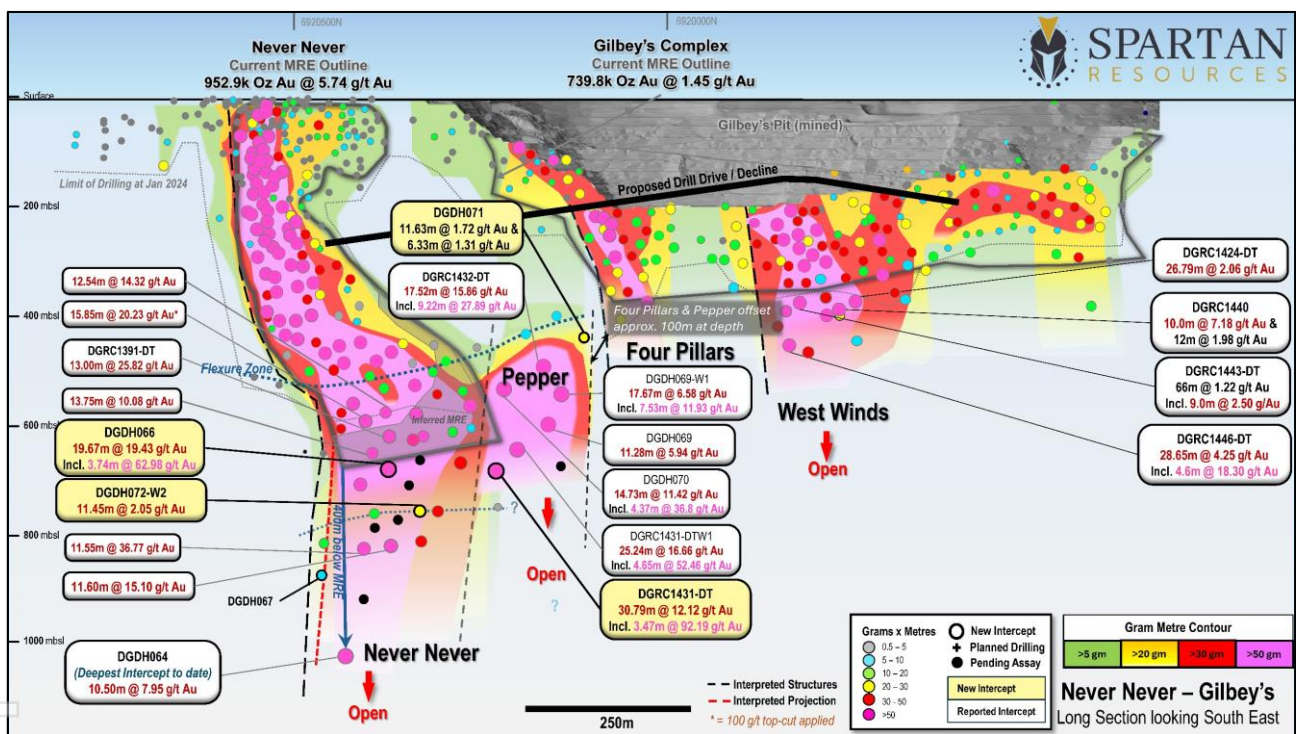 6920500N
6920000N
Never Never
Current MRE Outline
952.9k Oz Au @ 5.74 g/t Au
Gilbey's Complex
Current MRE Outline
739.8k Oz Au @ 1.45 g/t Au
SPARTAN
RESOURCES
Surface
Gilbey's Pit (mined)
Limit of Drilling at Jan 2024
Proposed Drill Drive / Decline
200 mbsl
DGDH071
11.63m @ 1.72 g/t Au &
6.33m @ 1.31 g/t Au
DGRC1432-DT
17.52m @ 15.86 g/t Au
Incl. 9.22m @ 27.89 g/t Au
12.54m @ 14.32 g/t Au
15.85m @ 20.23 g/t Au*
DGRC1391-DT
13.00m @ 25.82 g/t Au
13.75m @ 10.08 g/t Au
DGDH066
19.67m @ 19.43 g/t Au
Incl. 3.74m @ 62.98 g/t Au
DGDH072-W2
11.45m @ 2.05 g/t Au
11.55m @ 36.77 g/t Au
11.60m @ 15.10 g/t Au
DGDH067
DGDH064
(Deepest Intercept to date)
10.50m @ 7.95 g/t Au
400 mbsl
600 mbsl
800 mbsl
1000 mbsl
Flexure Zone
Inferred MRE
400m below MRE
?
Never Never
Open
Pepper
Open
?
Four Pillars & Pepper offset
approx. 100m at depth
Four Pillars
DGDH069-W1
17.67m @ 6.58 g/t Au
Incl. 7.53m @ 11.93 g/t Au
DGDH069
11.28m @ 5.94 g/t Au
DGDH070
14.73m @ 11.42 g/t Au
Incl. 4.37m @ 36.8 g/t Au
DGRC1431-DTW1
25.24m @ 16.66 g/t Au
Incl. 4.65m @ 52.46 g/t Au
DGRC1431-DT
30.79m @ 12.12 g/t Au
Incl. 3.47m @ 92.19 g/t Au
West Winds
Open
DGRC1424-DT
26.79m @ 2.06 g/t Au
DGRC1440
10.0m @ 7.18 g/t Au &
12m @ 1.98 g/t Au
DGRC1443-DT
66m @ 1.22 g/t Au
Incl. 9.0m @ 2.50 g/Au
DGRC1446-DT
28.65m @ 4.25 g/t Au
Incl. 4.6m @ 18.30 g/t Au
Interpreted Structures
Interpreted Projection
* = 100 g/t top-cut applied
250m
Grams x Metres
0.5 – 5
5 – 10
10 – 20
20 – 30
30 - 50
>50
New Intercept
Planned Drilling
Pending Assay
New Intercept
Reported Intercept
Gram Metre Contour
>5 gm
>20 gm
>30 gm
>50 gm
Never Never – Gilbey's
Long Section looking South East